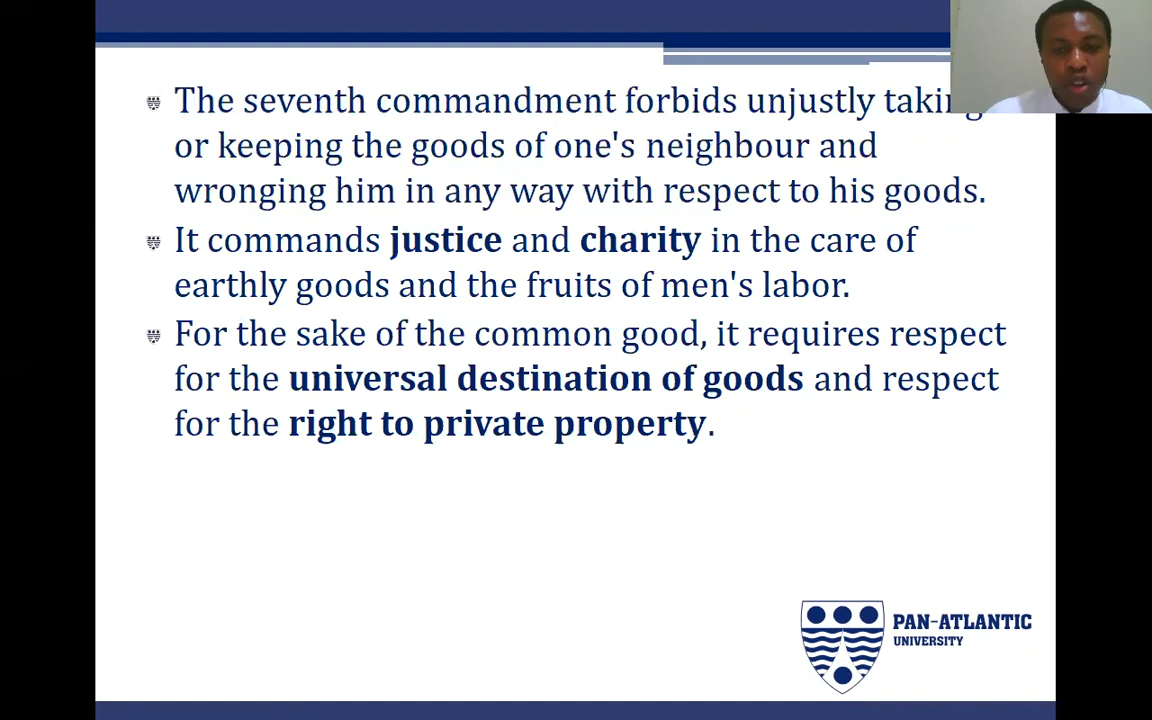 The seventh commandment forbids unjustly taking
or keeping the goods of one's neighbour and
wronging him in any way with respect to his goods.
It commands justice and charity in the care of
earthly goods and the fruits of men's labor.
For the sake of the common good, it requires respect
for the universal destination of goods and respect
for the right to private property.
PAN-ATLANTIC
UNIVERSITY